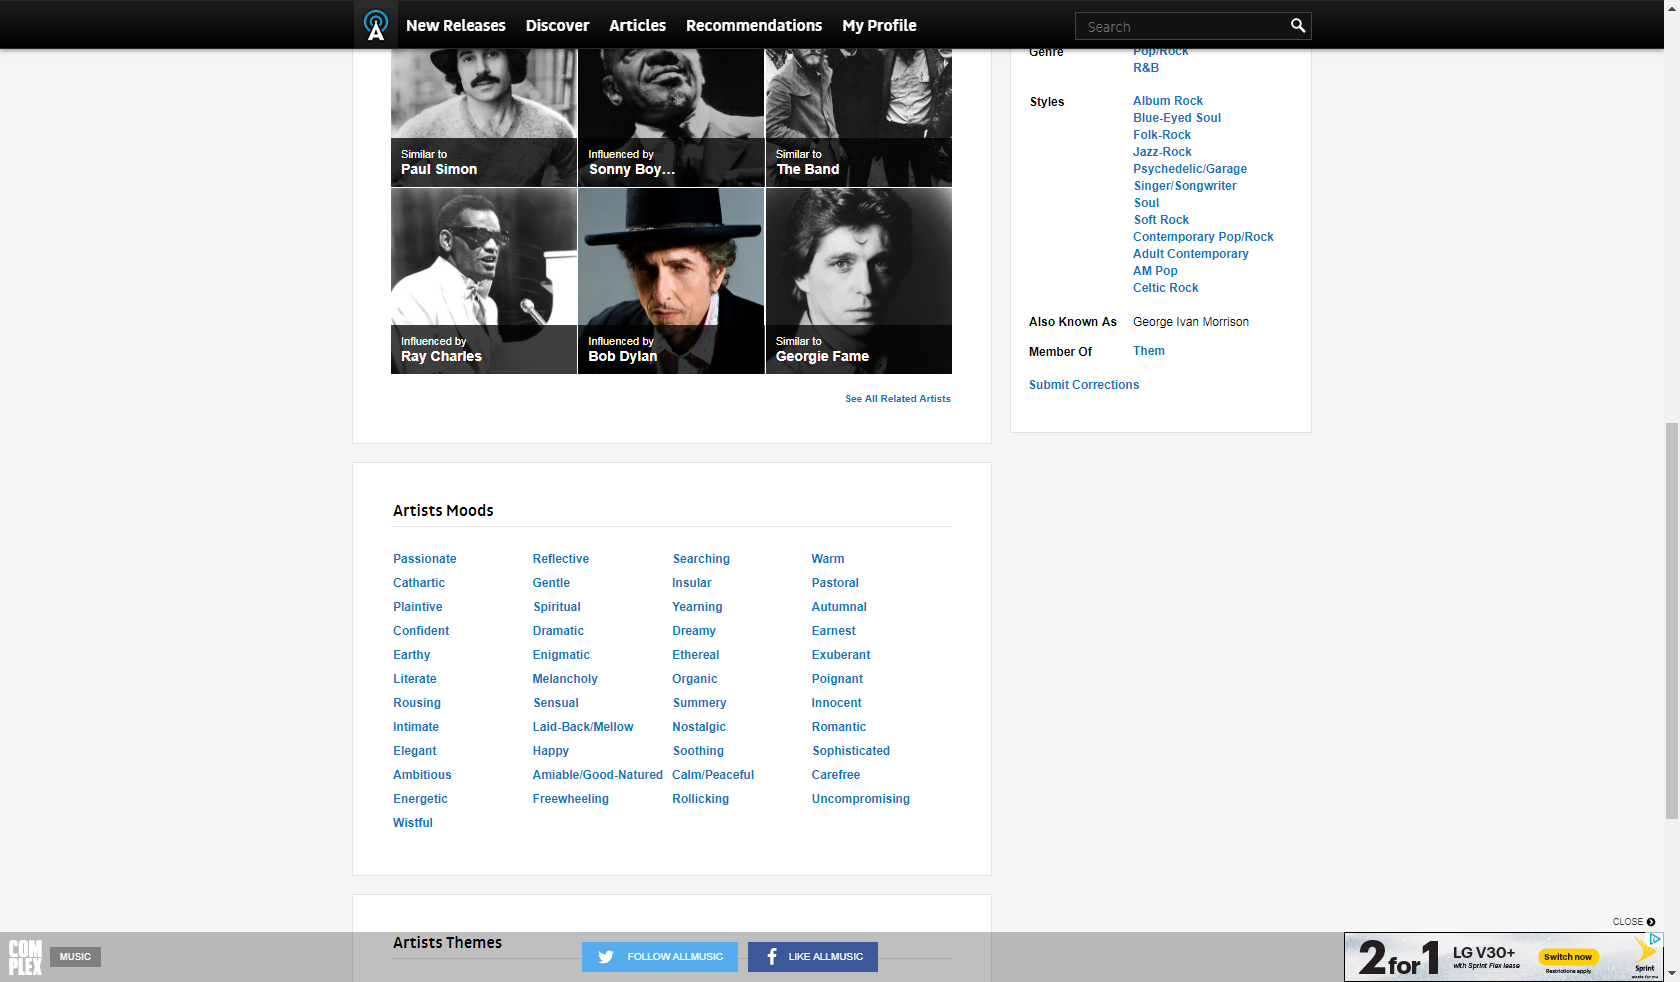 New Releases Discover Articles Recommendations My Profile Search
Similar to
Paul Simon
Influenced by
Sonny Boy...
Similar to
The Band
Influenced by
Ray Charles
Influenced by
Bob Dylan
Similar to
Georgie Fame
See All Related Artists
Genre Pop/Rock
R&B
Styles Album Rock
Blue-Eyed Soul
Folk-Rock
Jazz-Rock
Psychedelic/Garage
Singer/Songwriter
Soul
Soft Rock
Contemporary Pop/Rock
Adult Contemporary
AM Pop
Celtic Rock
Also Known As George Ivan Morrison
Member Of Them
Submit Corrections
Artists Moods
Passionate Reflective Searching Warm
Cathartic Gentle Insular Pastoral
Plaintive Spiritual Yearning Autumnal
Confident Dramatic Dreamy Earnest
Earthy Enigmatic Ethereal Exuberant
Literate Melancholy Organic Poignant
Rousing Sensual Summery Innocent
Intimate Laid-Back/Mellow Nostalgic Romantic
Elegant Happy Soothing Sophisticated
Ambitious Amiable/Good-Natured Calm/Peaceful Carefree
Energetic Freewheeling Rollicking Uncompromising
Wistful
Artists Themes
COMPLEX MUSIC
FOLLOW ALLMUSIC LIKE ALLMUSIC
CLOSE
2 for 1 LG V30+
with Sprint Flex lease
Switch now
Restrictions apply.
Sprint
works for me